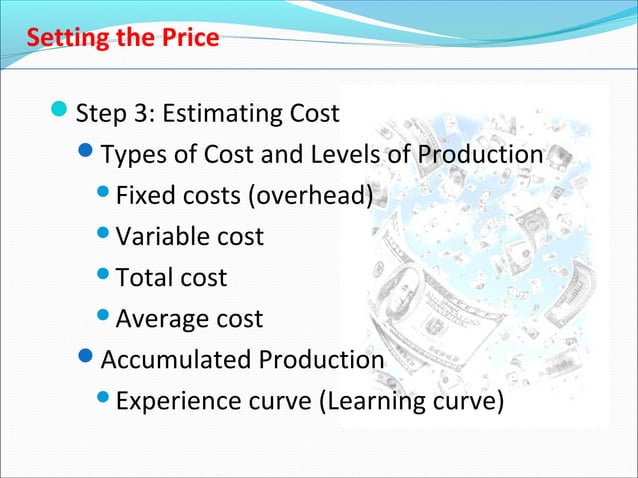 Setting the Price
Step 3: Estimating Cost
Types of Cost and Levels of Production
Fixed costs (overhead)
Variable cost
Total cost
Average cost
Accumulated Production
Experience curve (Learning curve)